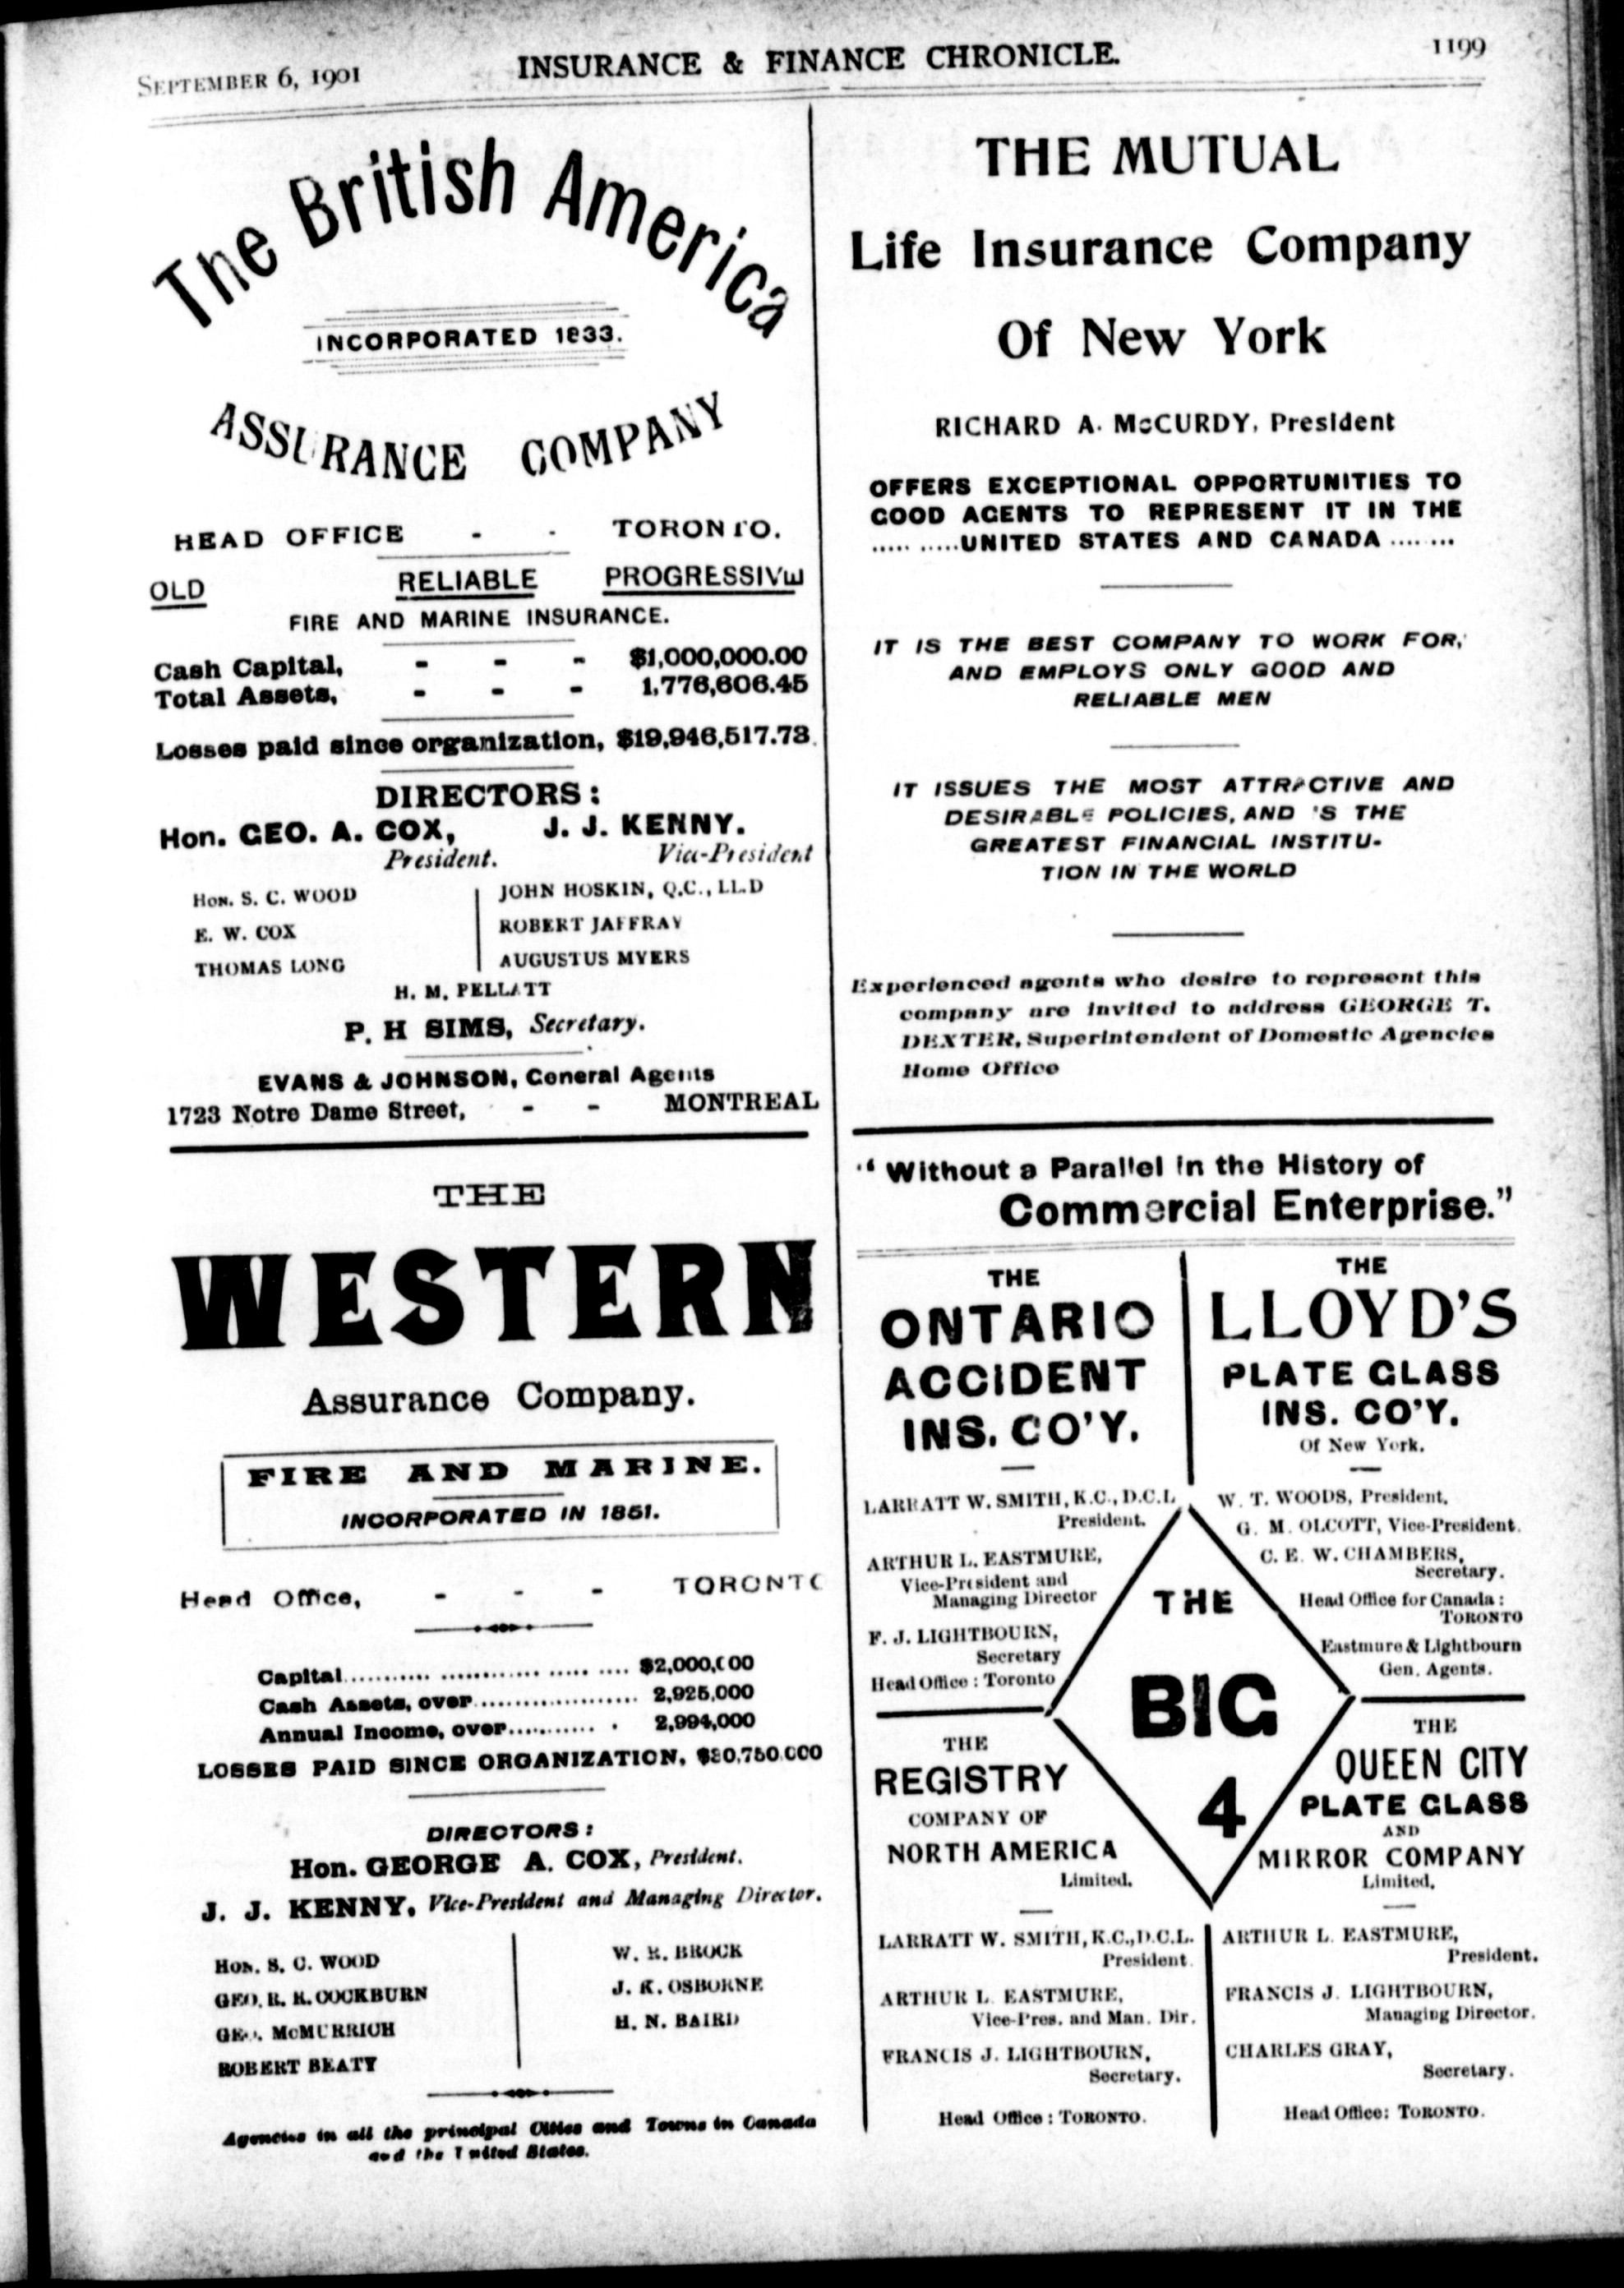 SEPTEMBER 6, 1901 INSURANCE & FINANCE CHRONICLE. 1199
The British America
INCORPORATED 1833.
ASSURANCE COMPANY
HEAD OFFICE - - TORONTO.
OLD RELIABLE PROGRESSIVE
FIRE AND MARINE INSURANCE.
Cash Capital, - - - $1,000,000.00
Total Assets, - - - 1,776,606.45
Losses paid since organization, $19,946,517.73
DIRECTORS:
Hon. GEO. A. COX, J. J. KENNY.
President. Vice-President
HON. S. C. WOOD JOHN HOSKIN, Q.C., LL.D
E. W. COX ROBERT JAFFRAY
THOMAS LONG AUGUSTUS MYERS
H. M. PELLATT
P. H SIMS, Secretary.
EVANS & JOHNSON, General Agents
1723 Notre Dame Street, - - MONTREAL
THE
WESTERN
Assurance Company.
FIRE AND MARINE.
INCORPORATED IN 1851.
Head Office, - - - TORONTO
Capital........... ............ ..... .... $2,000,000
Cash Assets, over................... 2,925,000
Annual Income, over........... . 2,994,000
LOSSES PAID SINCE ORGANIZATION,
DIRECTORS:
Hon. GEORGE A. COX, President.
J. J. KENNY, Vice-President and Managing Director.
HON. S. C. WOOD W. R. BROCK
GEO. R. R. COCKBURN J. K. OSBORNE
GEO. McMURRICH H. N. BAIRD
ROBERT BEATY
Agencies in all the principal Cities and Towns in Canada
and the United States.
THE MUTUAL
Life Insurance Company
Of New York
RICHARD A. McCURDY, President
OFFERS EXCEPTIONAL OPPORTUNITIES TO
GOOD AGENTS TO REPRESENT IT IN THE
..... .....UNITED STATES AND CANADA ........
IT IS THE BEST COMPANY TO WORK FOR,
AND EMPLOYS ONLY GOOD AND
RELIABLE MEN
IT ISSUES THE MOST ATTRACTIVE AND
DESIRABLE POLICIES, AND 'S THE
GREATEST FINANCIAL INSTITU-
TION IN THE WORLD
Experienced agents who desire to represent this
company are invited to address GEORGE T.
DEXTER, Superintendent of Domestic Agencies
Home Office
"Without a Parallel in the History of
Commercial Enterprise."
THE
ONTARIO
ACCIDENT
INS. CO'Y.
LARRATT W. SMITH, K.C., D.C.L
President.
ARTHUR L. EASTMURE,
Vice-President and
Managing Director
F. J. LIGHTBOURN,
Secretary
Head Office : Toronto
THE
LLOYD'S
PLATE GLASS
INS. CO'Y.
Of New York.
W. T. WOODS, President.
G. M. OLCOTT, Vice-President.
C. E. W. CHAMBERS,
Secretary.
Head Office for Canada :
TORONTO
Eastmure & Lightbourn
Gen. Agents.
THE
BIG
4
THE
REGISTRY
COMPANY OF
NORTH AMERICA
Limited.
LARRATT W. SMITH, K.C., D.C.L.
President.
ARTHUR L. EASTMURE,
Vice-Pres. and Man. Dir.
FRANCIS J. LIGHTBOURN,
Secretary.
Head Office : TORONTO.
THE
QUEEN CITY
PLATE GLASS
AND
MIRROR COMPANY
Limited.
ARTHUR L. EASTMURE,
President.
FRANCIS J. LIGHTBOURN,
Managing Director.
CHARLES GRAY,
Secretary.
Head Office: TORONTO.